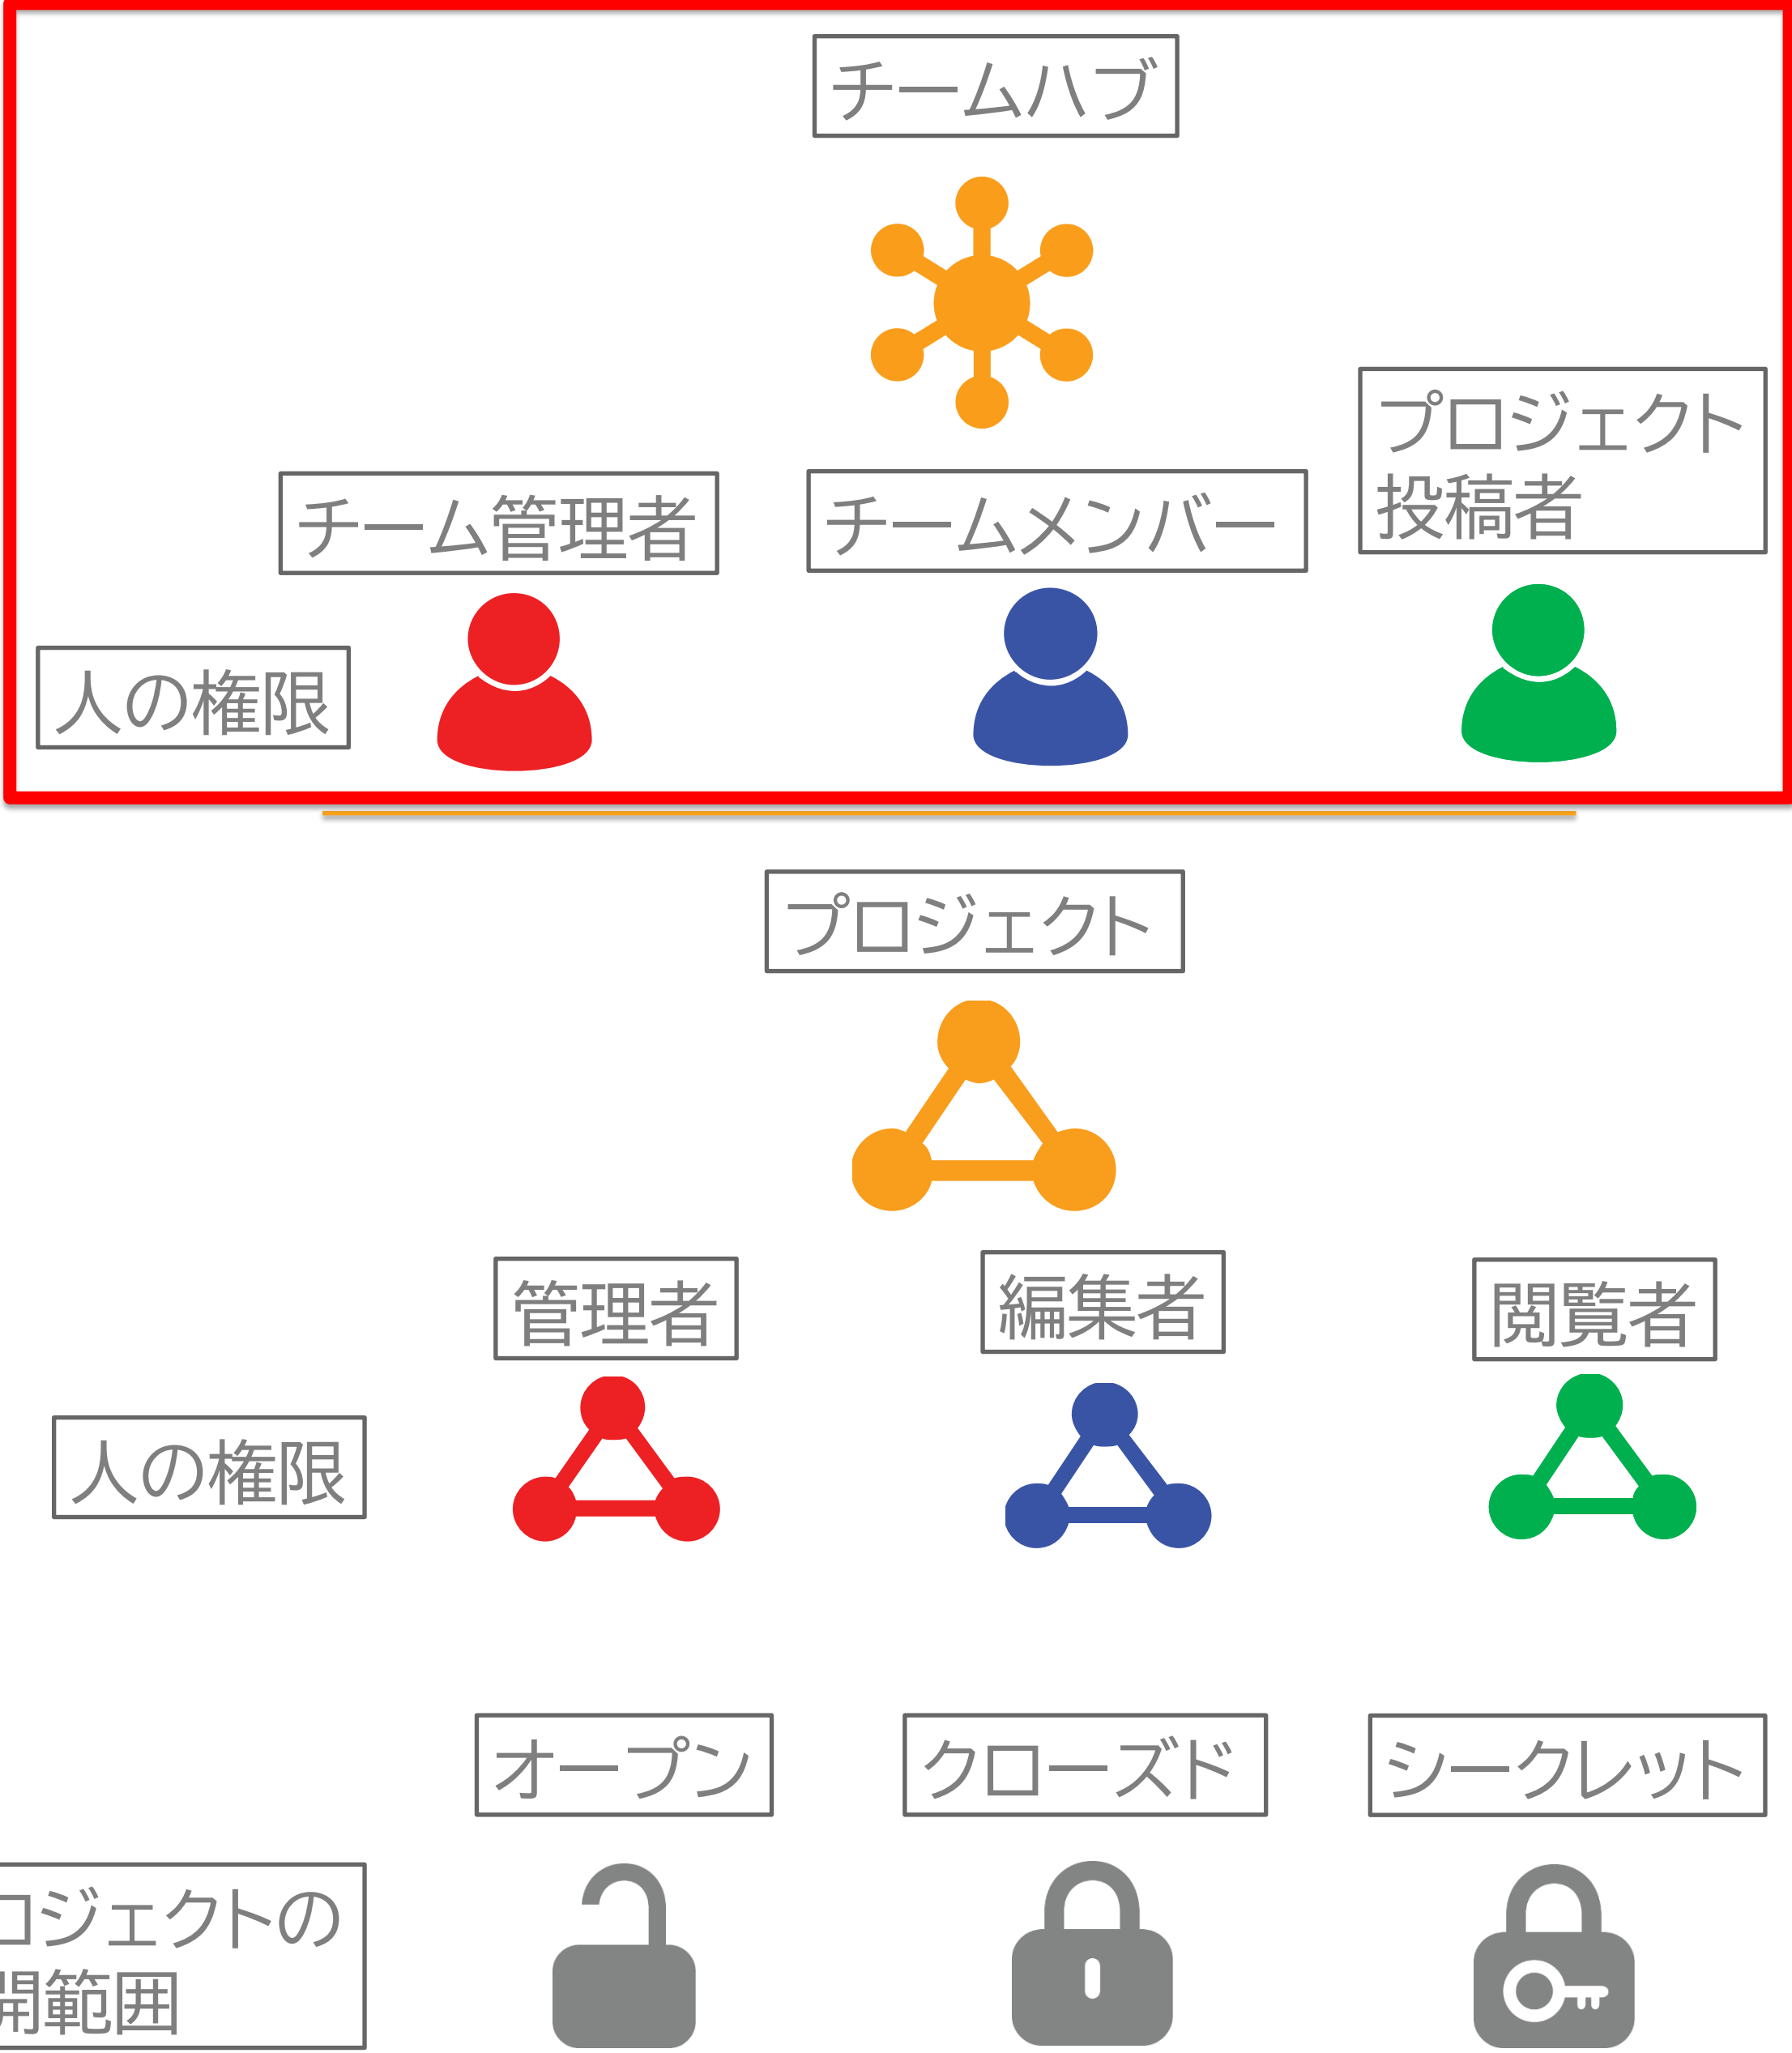 チームハブ
プロジェクト
投稿者
チーム管理者
チームメンバー
人の権限
プロジェクト
管理者
編集者
閲覧者
人の権限
オープン
クローズド
シークレット
ロジェクトの
範囲